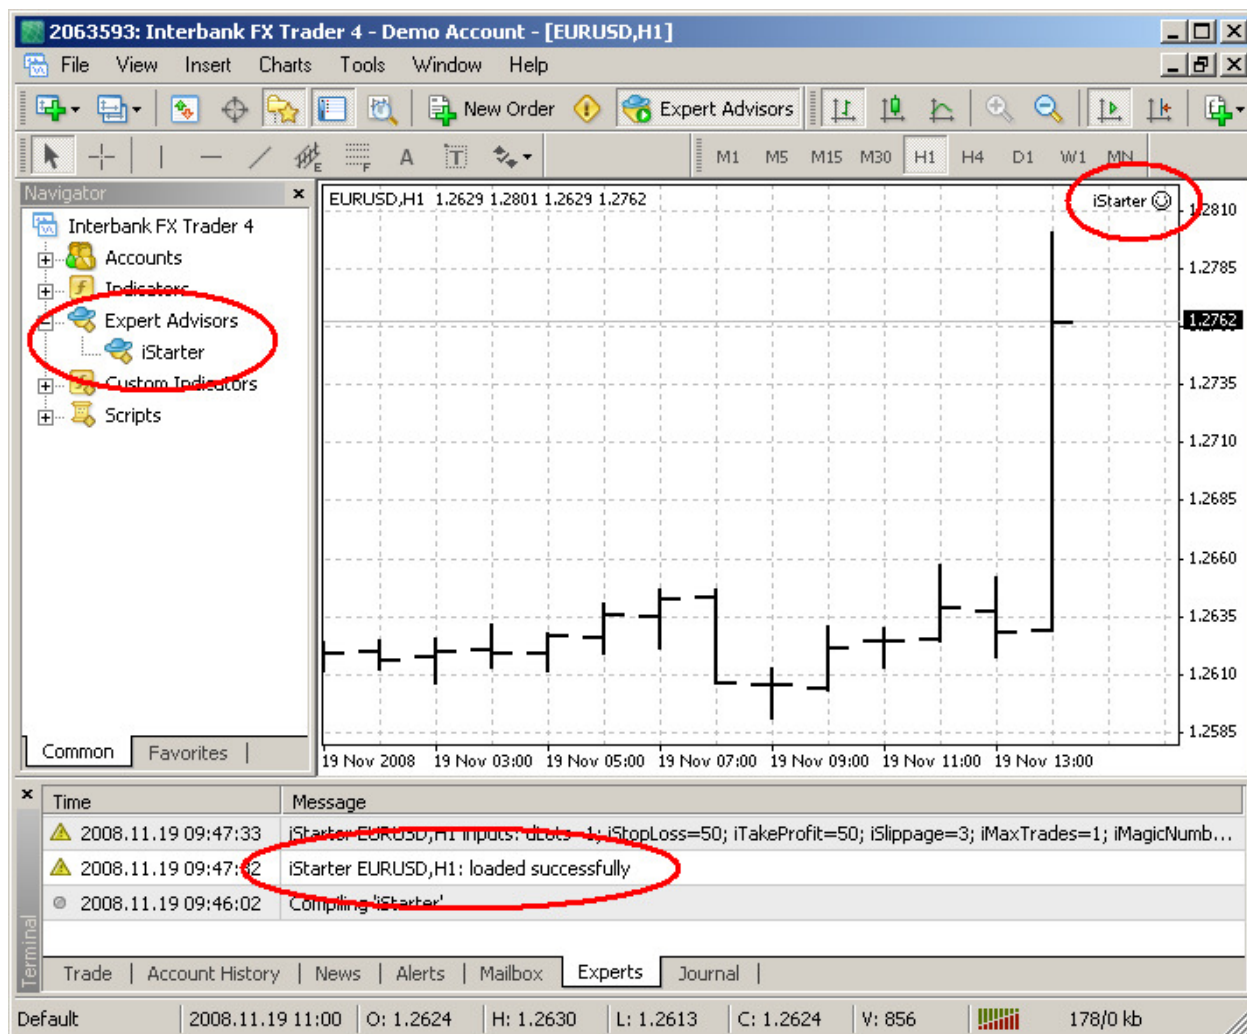 2063593: Interbank FX Trader 4 - Demo Account - [EURUSD,H1]
File View Insert Charts Tools Window Help
New Order Expert Advisors
E F A T M1 M5 M15 M30 H1 H4 D1 W1 MN
Navigator
Interbank FX Trader 4
Accounts
Indicators
Expert Advisors
iStarter
Custom Indicators
Scripts
Common Favorites
EURUSD,H1 1.2629 1.2801 1.2629 1.2762
iStarter
1.2810
1.2785
1.2762
1.2735
1.2710
1.2685
1.2660
1.2635
1.2610
1.2585
19 Nov 2008 19 Nov 03:00 19 Nov 05:00 19 Nov 07:00 19 Nov 09:00 19 Nov 11:00 19 Nov 13:00
Time Message
2008.11.19 09:47:33 iStarter EURUSD,H1 inputs: dLots=1; iStopLoss=50; iTakeProfit=50; iSlippage=3; iMaxTrades=1; iMagicNumb...
2008.11.19 09:47:32 iStarter EURUSD,H1: loaded successfully
2008.11.19 09:46:02 Compiling 'iStarter'
Terminal
Trade Account History News Alerts Mailbox Experts Journal
Default 2008.11.19 11:00 O: 1.2624 H: 1.2630 L: 1.2613 C: 1.2624 V: 856 178/0 kb